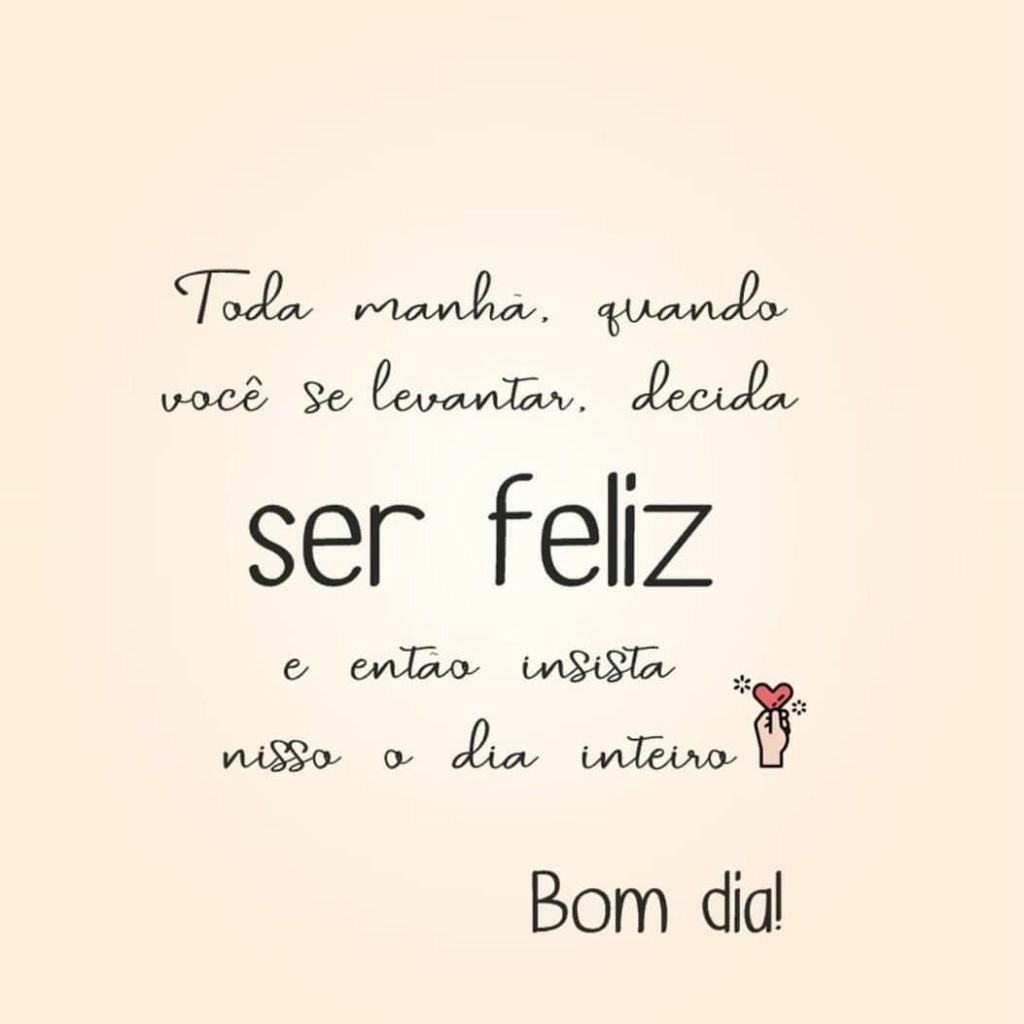 Toda manhã, quando
você se levantar, decida
ser feliz
e então insista
nisso o dia inteiro
Bom dia!